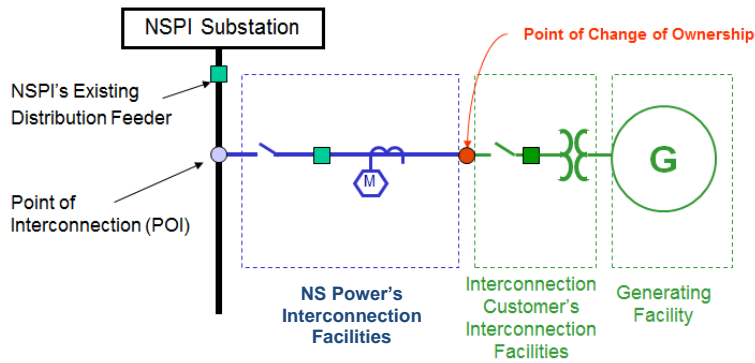 NSPI Substation
Point of Change of Ownership
NSPI's Existing
Distribution Feeder
Point of
Interconnection (POI)
M
G
NS Power's
Interconnection
Facilities
Interconnection
Customer's
Interconnection
Facilities
Generating
Facility